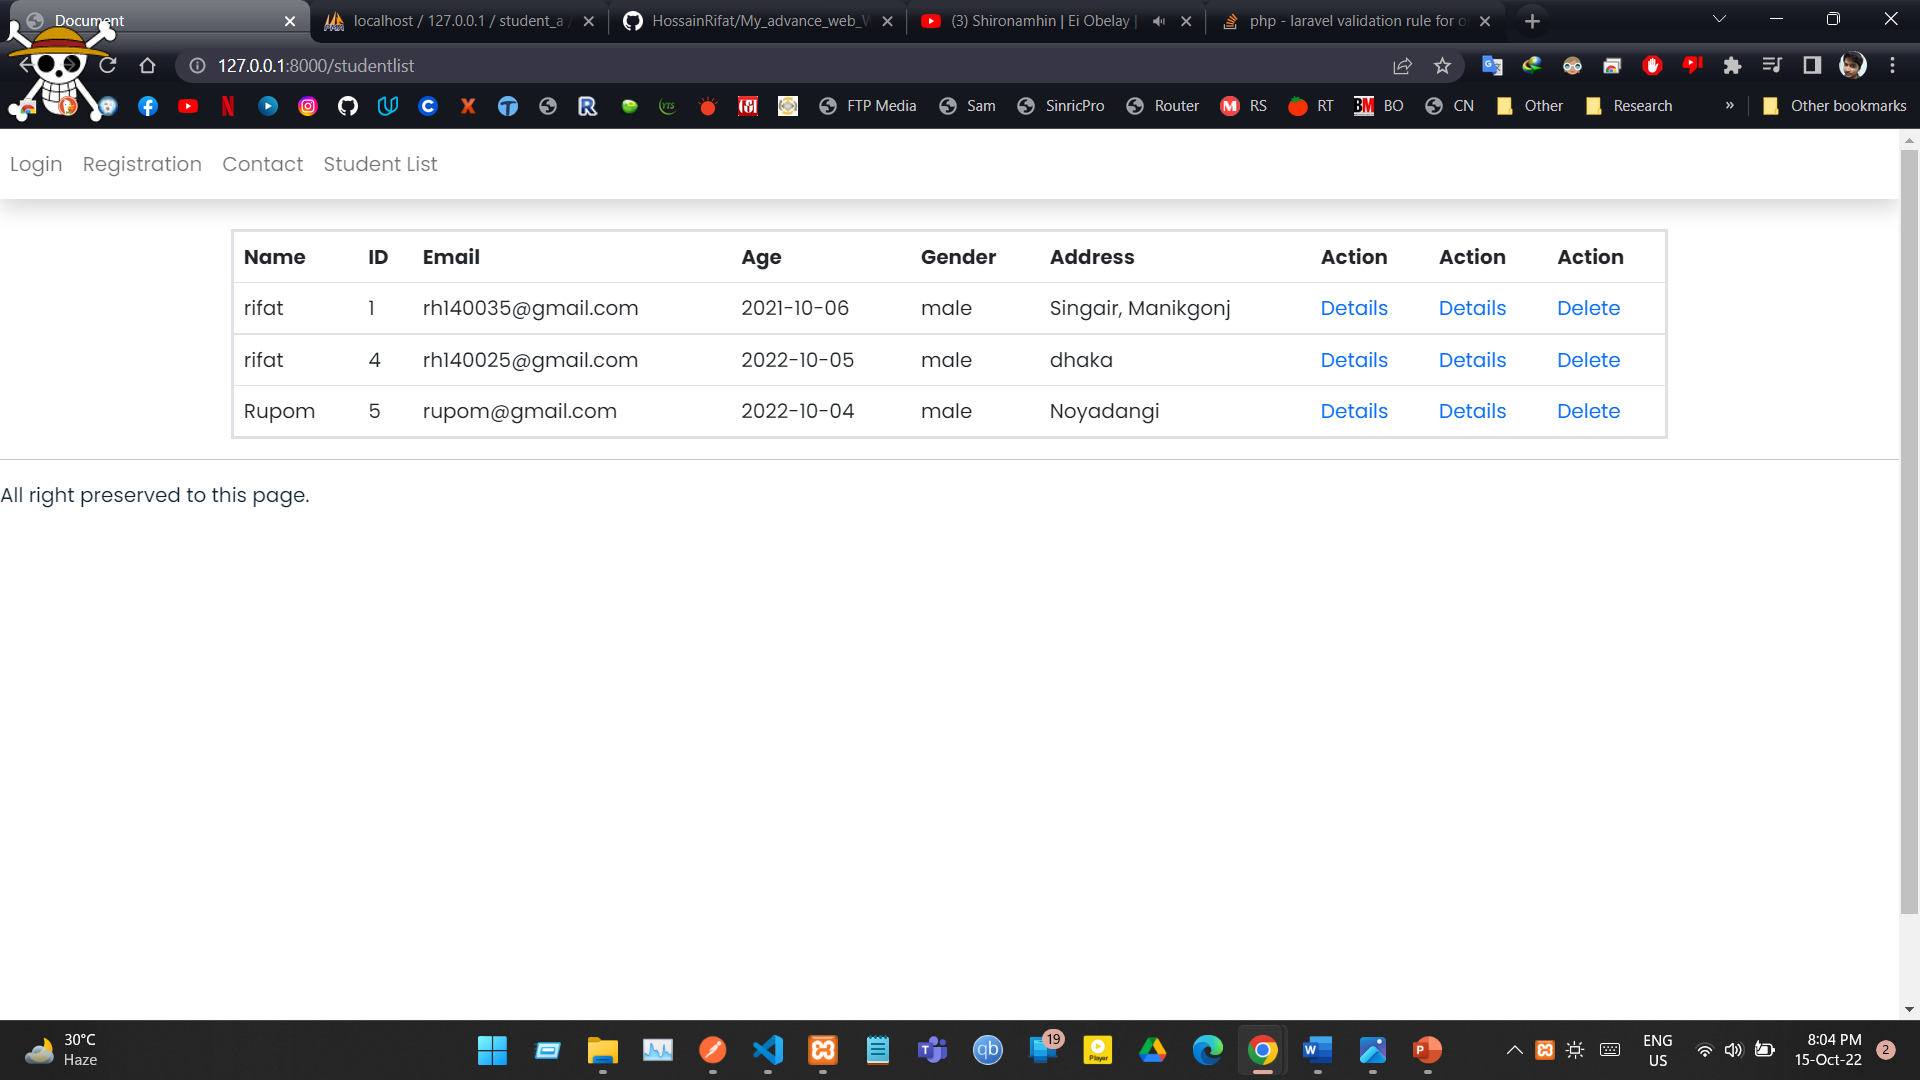 Document
localhost / 127.0.0.1 / student_a
HossainRifat/My_advance_web_W
(3) Shironamhin | Ei Obelay |
php - laravel validation rule for o
127.0.0.1:8000/studentlist
FTP Media Sam SinricPro Router RS RT BO CN Other Research » Other bookmarks
Login Registration Contact Student List
Name ID Email Age Gender Address Action Action Action
rifat 1 rh140035@gmail.com 2021-10-06 male Singair, Manikgonj Details Details Delete
rifat 4 rh140025@gmail.com 2022-10-05 male dhaka Details Details Delete
Rupom 5 rupom@gmail.com 2022-10-04 male Noyadangi Details Details Delete
All right preserved to this page.
30°C
Haze
19
Player
ENG
US
8:04 PM
15-Oct-22
2